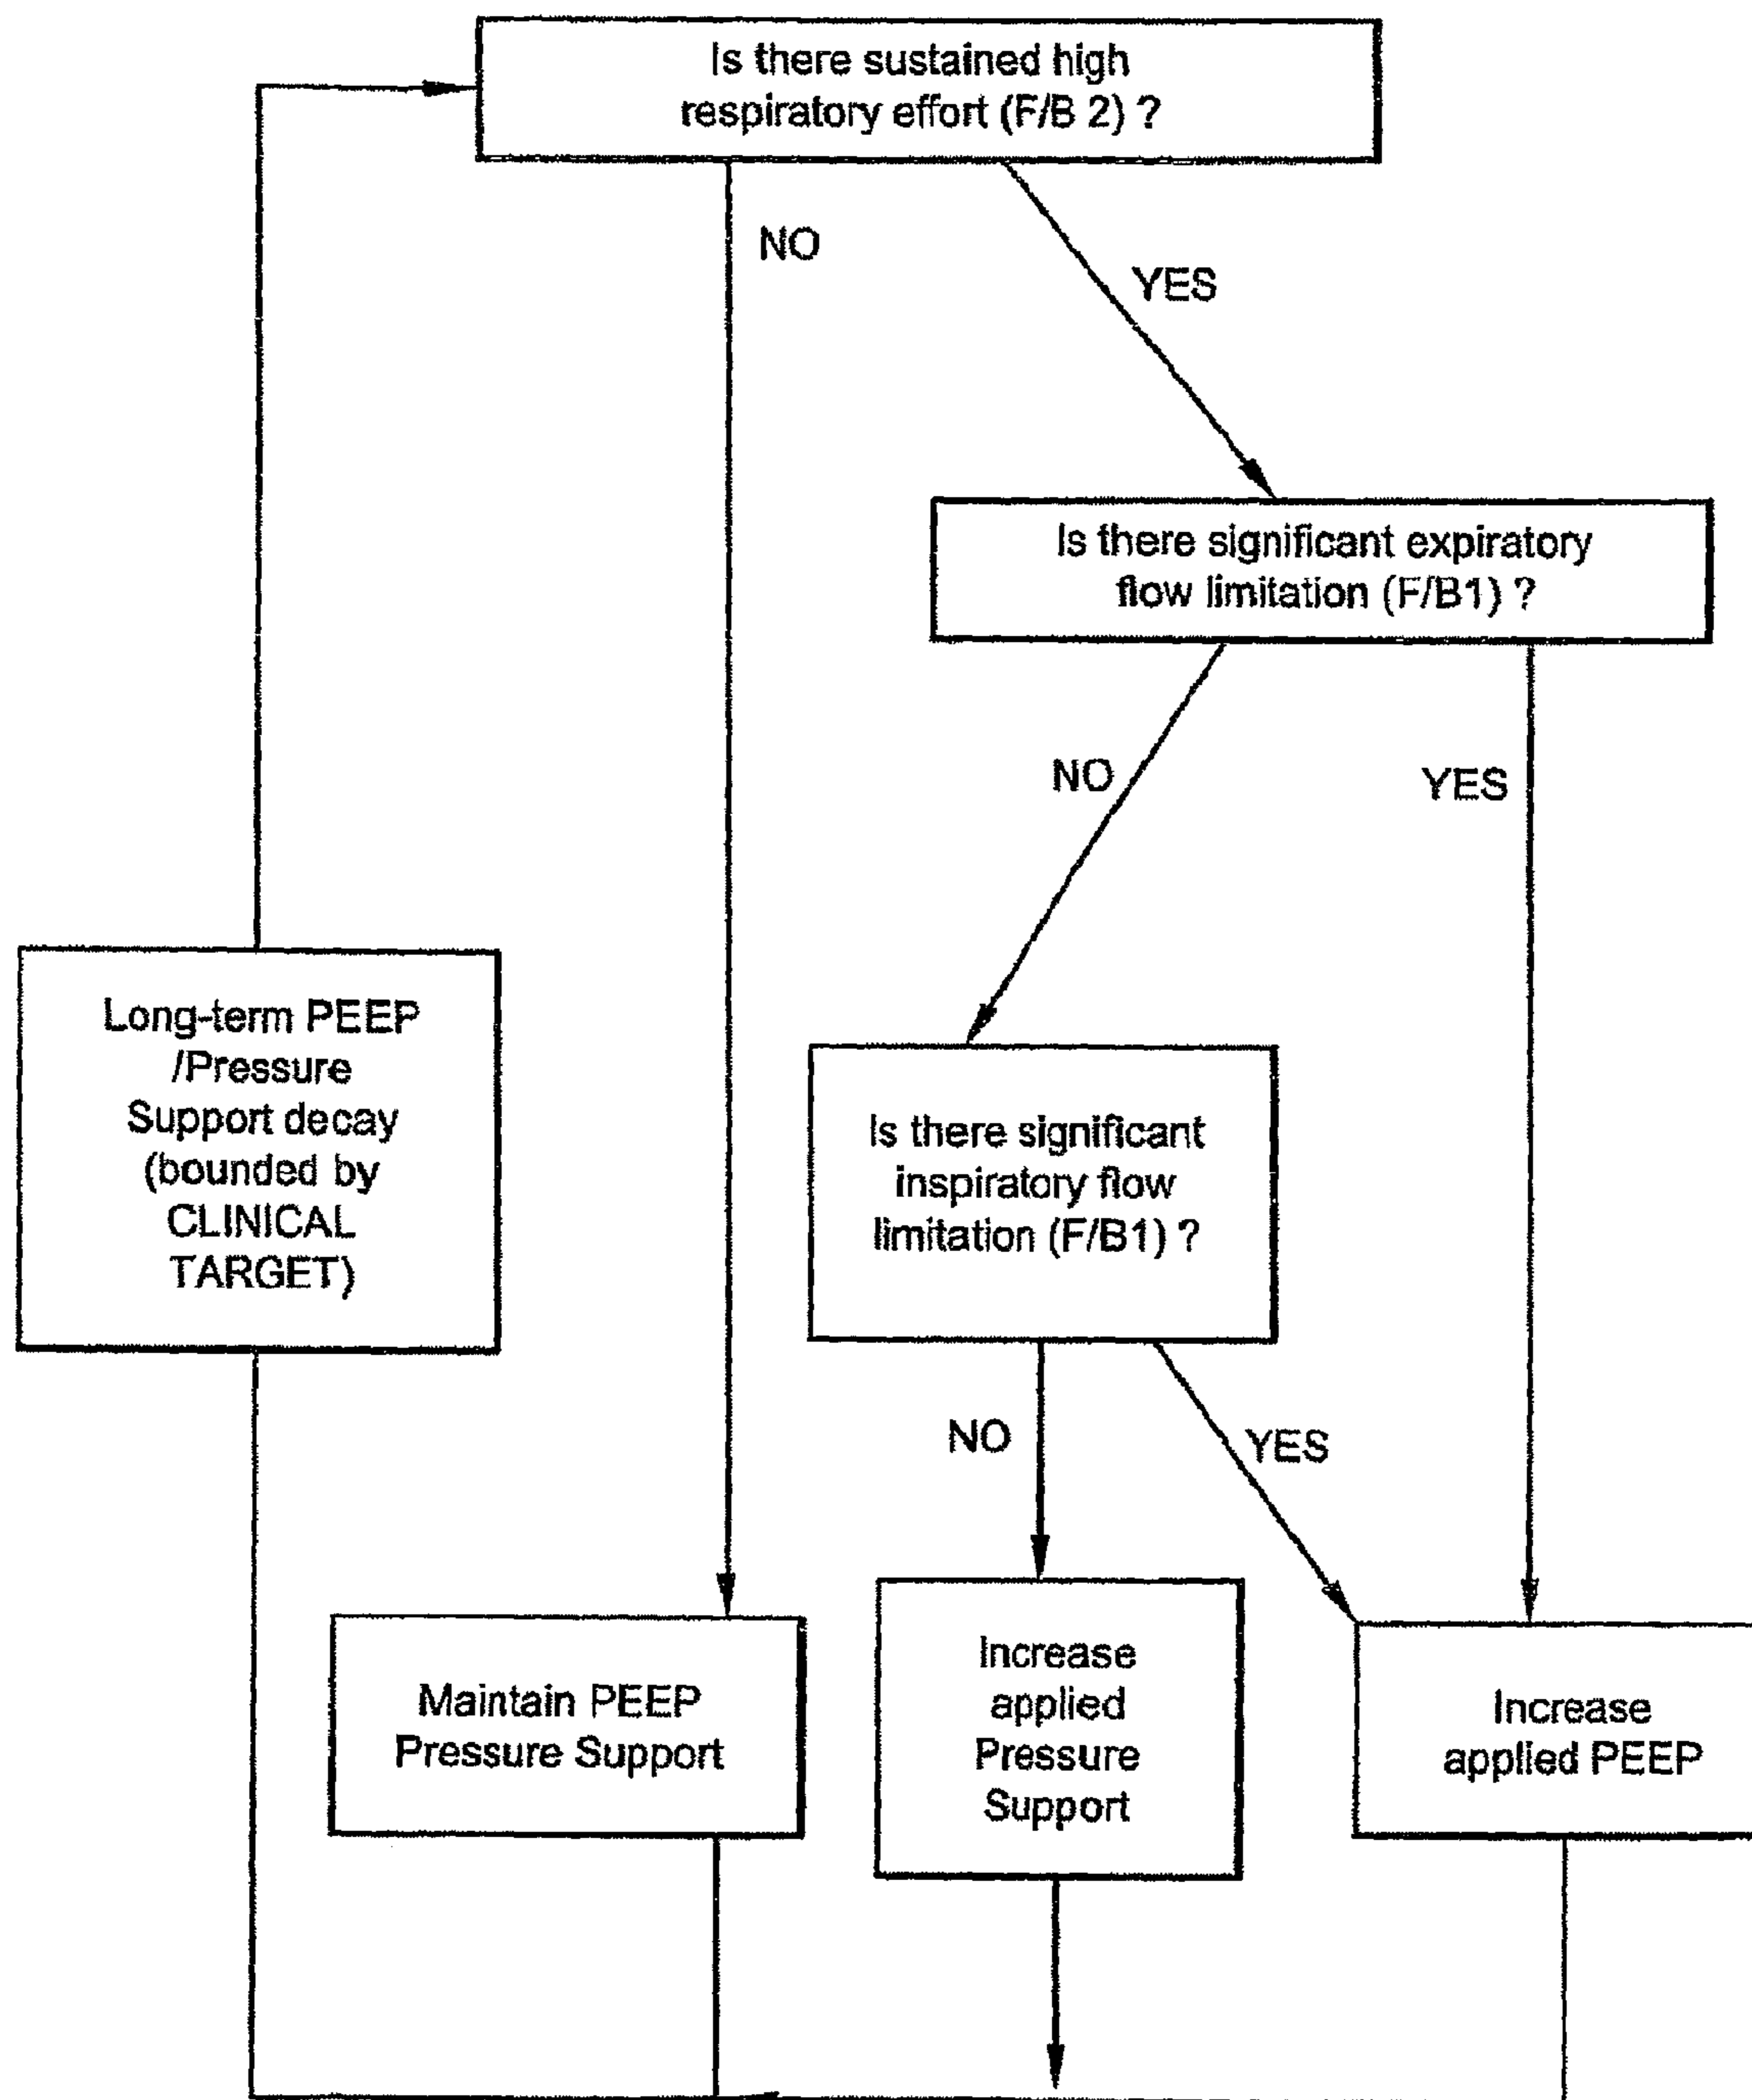 Is there sustained high
respiratory effort (F/B 2) ?
NO
YES
Is there significant expiratory
flow limitation (F/B1) ?
NO
YES
Long-term PEEP
/Pressure
Support decay
(bounded by
CLINICAL
TARGET)
Is there significant
inspiratory flow
limitation (F/B1) ?
NO
YES
Maintain PEEP
Pressure Support
Increase
applied
Pressure
Support
Increase
applied PEEP